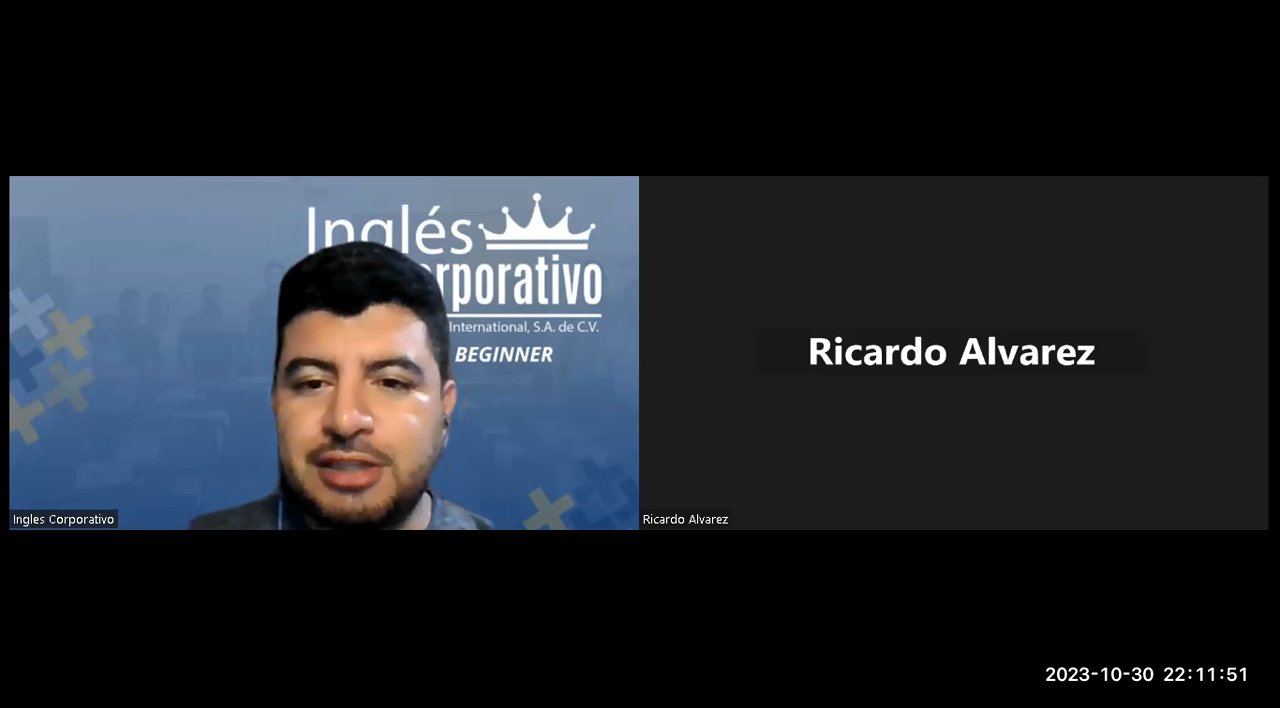 Inglés
rporativo
International, S.A. de C.V.
BEGINNER
Ricardo Alvarez
Ingles Corporativo
Ricardo Alvarez
2023-10-30 22:11:51